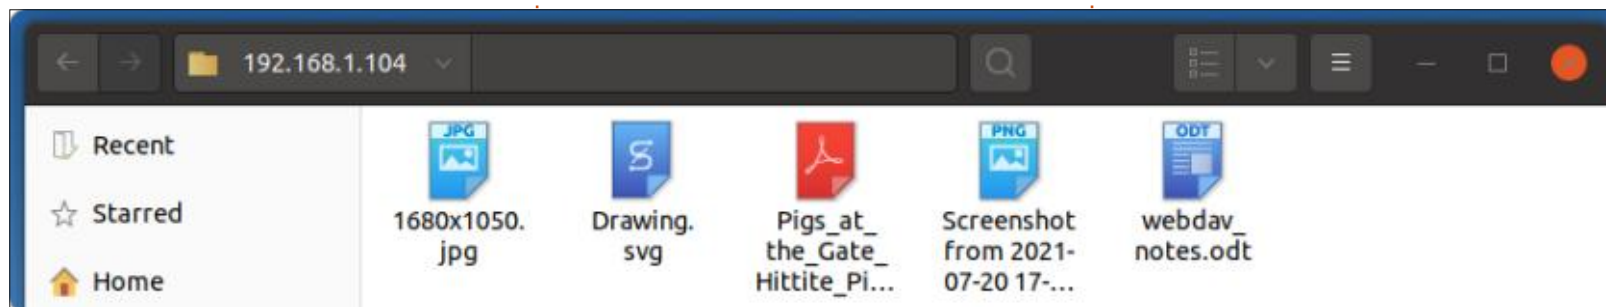 192.168.1.104
Recent
Starred
Home
JPG
1680x1050.
jpg
Drawing.
svg
Pigs_at_
the_Gate_
Hittite_Pi...
PNG
Screenshot
from 2021-
07-20 17-...
ODT
webdav_
notes.odt